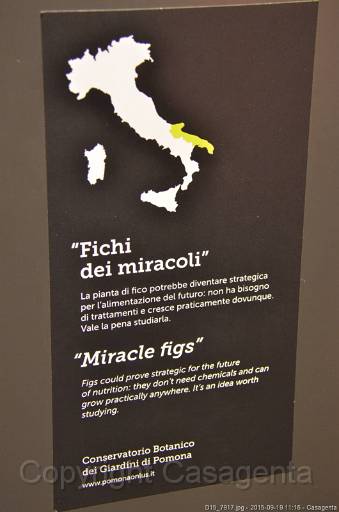 "Fichi
dei miracoli"
La pianta di fico potrebbe diventare strategica
per l'alimentazione del futuro: non ha bisogno
di trattamenti e cresce praticamente dovunque.
Vale la pena studiarla.
"Miracle figs"
Figs could prove strategic for the future
of nutrition: they don't need chemicals and can
grow practically anywhere. It's an idea worth
studying.
Conservatorio Botanico
dei Giardini di Pomona
www.pomonaonlus.it
Copyright Casagenta
D15_7917.jpg - 2015-09-19 11:16 - Casagenta